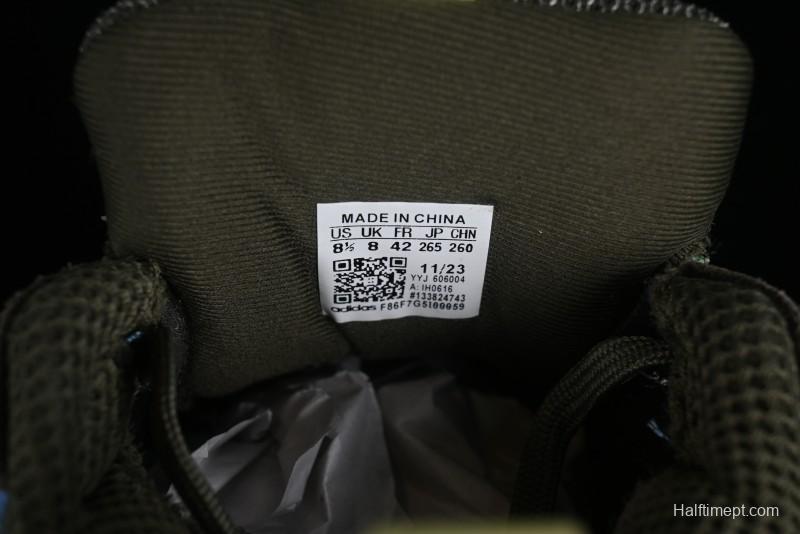 MADE IN CHINA
US UK FR JP CHN
8½ 8 42 265 260
11/23
YYJ 606004
A: IH0616
#133824743
adidas F86F7G5I00059
Halftimept.com